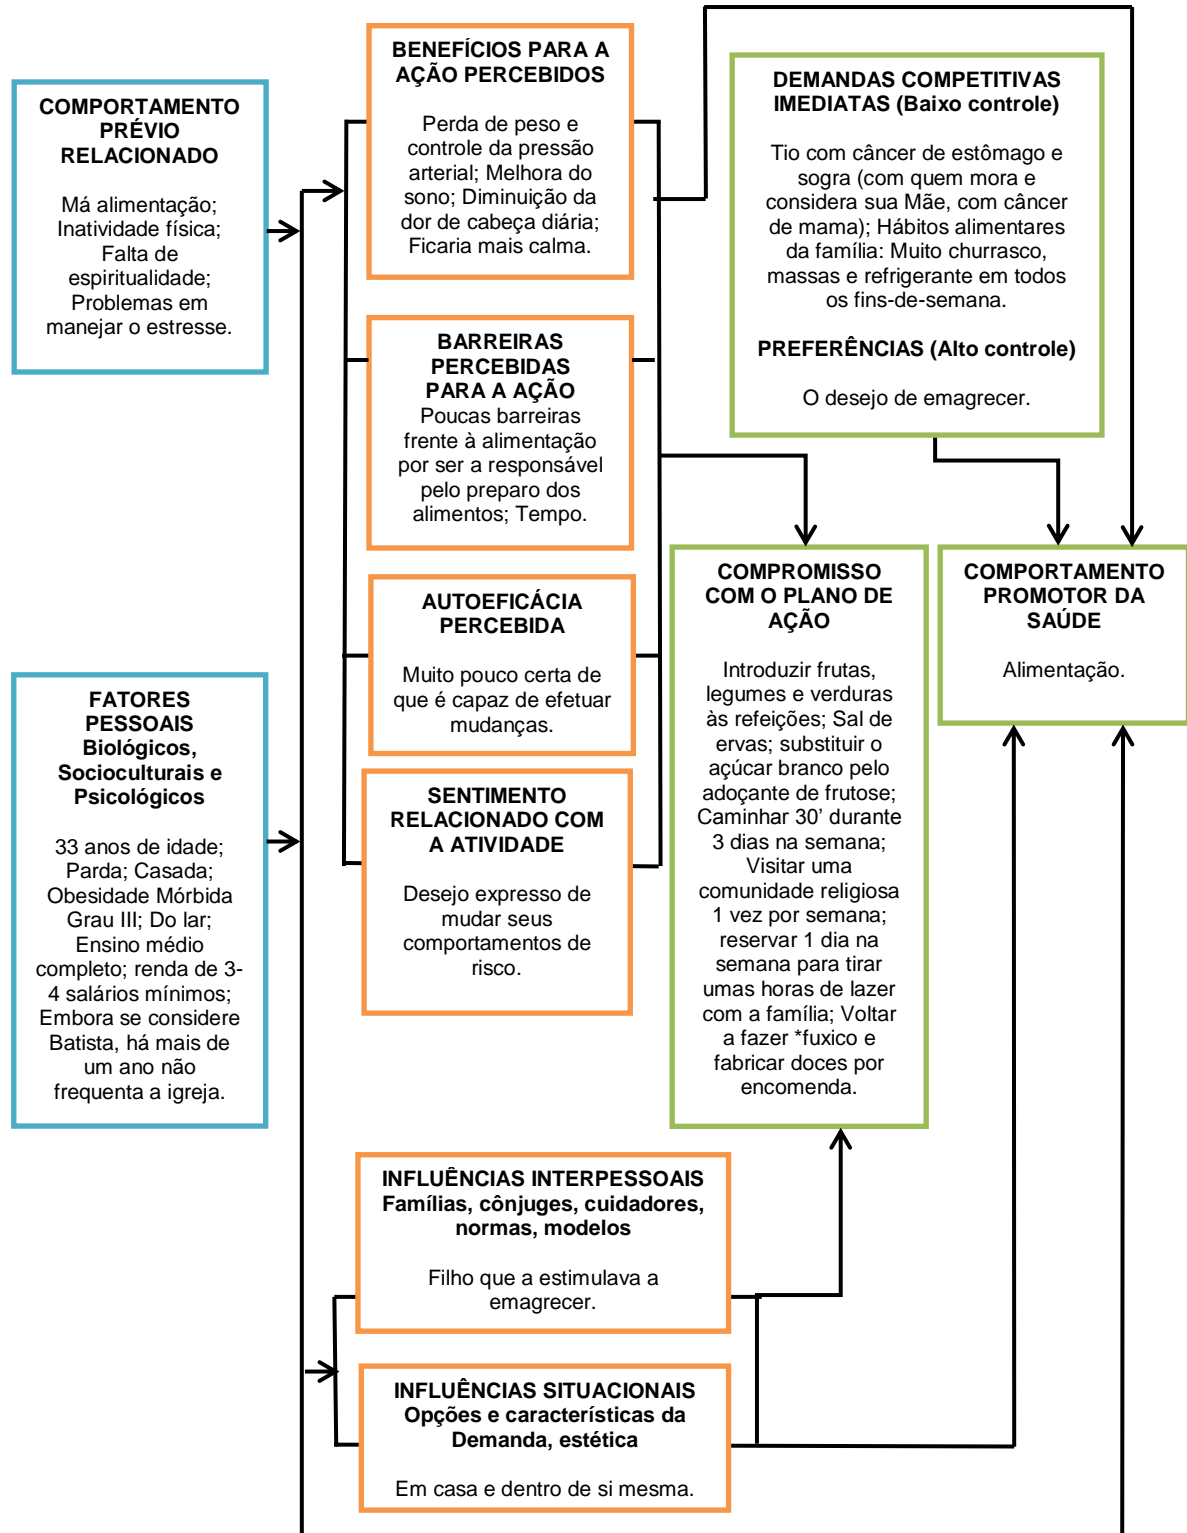 COMPORTAMENTO
PRÉVIO
RELACIONADO
Má alimentação;
Inatividade física;
Falta de
espiritualidade;
Problemas em
manejar o estresse.
FATORES
PESSOAIS
Biológicos,
Socioculturais e
Psicológicos
33 anos de idade;
Parda; Casada;
Obesidade Mórbida
Grau III; Do lar;
Ensino médio
completo; renda de 3-
4 salários mínimos;
Embora se considere
Batista, há mais de
um ano não
frequenta a igreja.
BENEFÍCIOS PARA A
AÇÃO PERCEBIDOS
Perda de peso e
controle da pressão
arterial; Melhora do
sono; Diminuição da
dor de cabeça diária;
Ficaria mais calma.
BARREIRAS
PERCEBIDAS
PARA A AÇÃO
Poucas barreiras
frente à alimentação
por ser a responsável
pelo preparo dos
alimentos; Tempo.
AUTOEFICÁCIA
PERCEBIDA
Muito pouco certa de
que é capaz de efetuar
mudanças.
SENTIMENTO
RELACIONADO COM
A ATIVIDADE
Desejo expresso de
mudar seus
comportamentos de
risco.
INFLUÊNCIAS INTERPESSOAIS
Famílias, cônjuges, cuidadores,
normas, modelos
Filho que a estimulava a
emagrecer.
INFLUÊNCIAS SITUACIONAIS
Opções e características da
Demanda, estética
Em casa e dentro de si mesma.
DEMANDAS COMPETITIVAS
IMEDIATAS (Baixo controle)
Tio com câncer de estômago e
sogra (com quem mora e
considera sua Mãe, com câncer
de mama); Hábitos alimentares
da família: Muito churrasco,
massas e refrigerante em todos
os fins-de-semana.
PREFERÊNCIAS (Alto controle)
O desejo de emagrecer.
COMPROMISSO
COM O PLANO DE
AÇÃO
Introduzir frutas,
legumes e verduras
às refeições; Sal de
ervas; substituir o
açúcar branco pelo
adoçante de frutose;
Caminhar 30’ durante
3 dias na semana;
Visitar uma
comunidade religiosa
1 vez por semana;
reservar 1 dia na
semana para tirar
umas horas de lazer
com a família; Voltar
a fazer *fuxico e
fabricar doces por
encomenda.
COMPORTAMENTO
PROMOTOR DA
SAÚDE
Alimentação.